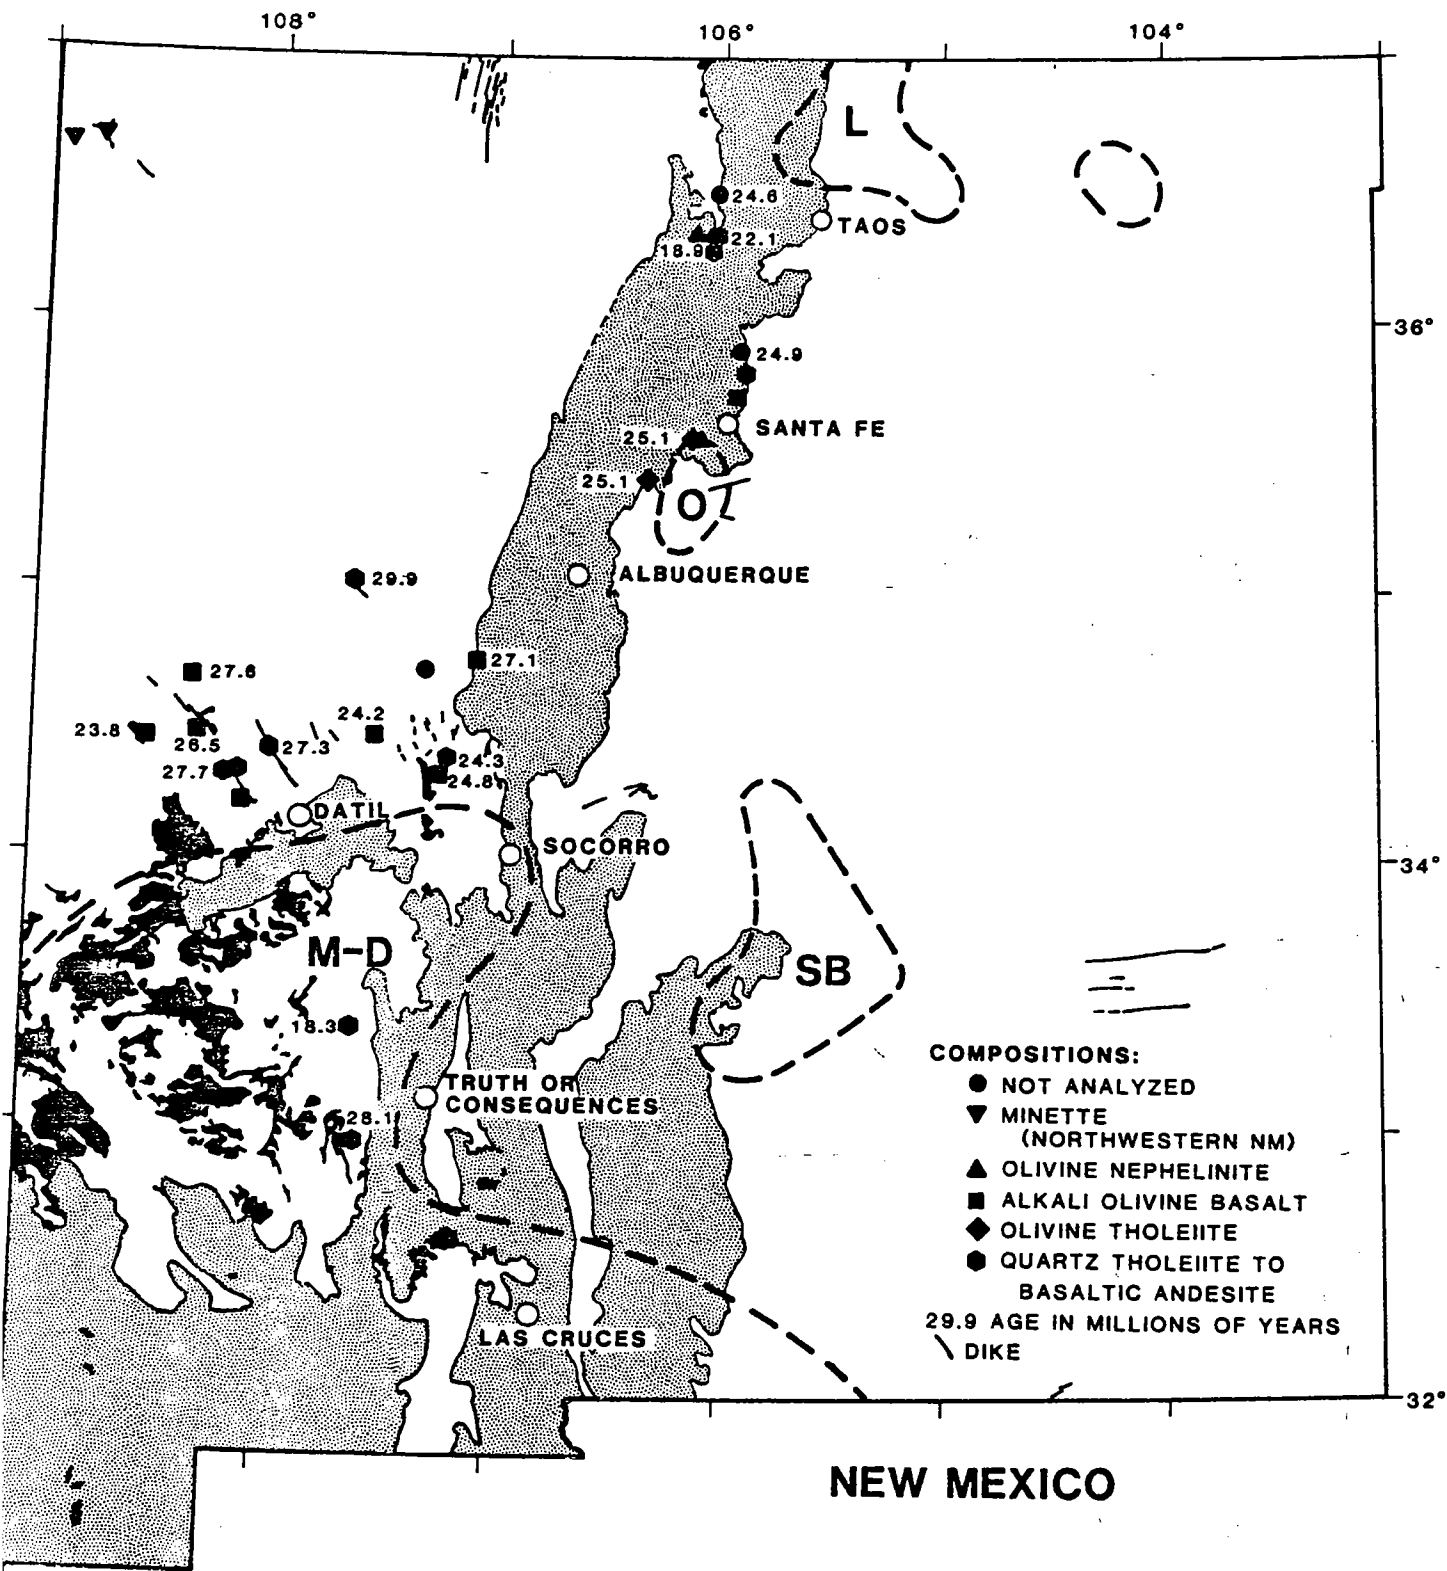 108°
106°
104°
L
24.6
TAOS
22.1
18.9
36°
24.9
SANTA FE
25.1
25.1
O
ALBUQUERQUE
29.9
27.1
27.6
24.2
23.8
26.5
27.3
24.3
27.7
24.8
DATIL
SOCORRO
34°
M-D
SB
18.3
COMPOSITIONS:
NOT ANALYZED
TRUTH OR
CONSEQUENCES
28.1
MINETTE
(NORTHWESTERN NM)
OLIVINE NEPHELINITE
ALKALI OLIVINE BASALT
OLIVINE THOLEIITE
QUARTZ THOLEIITE TO
BASALTIC ANDESITE
29.9 AGE IN MILLIONS OF YEARS
DIKE
LAS CRUCES
32°
NEW MEXICO